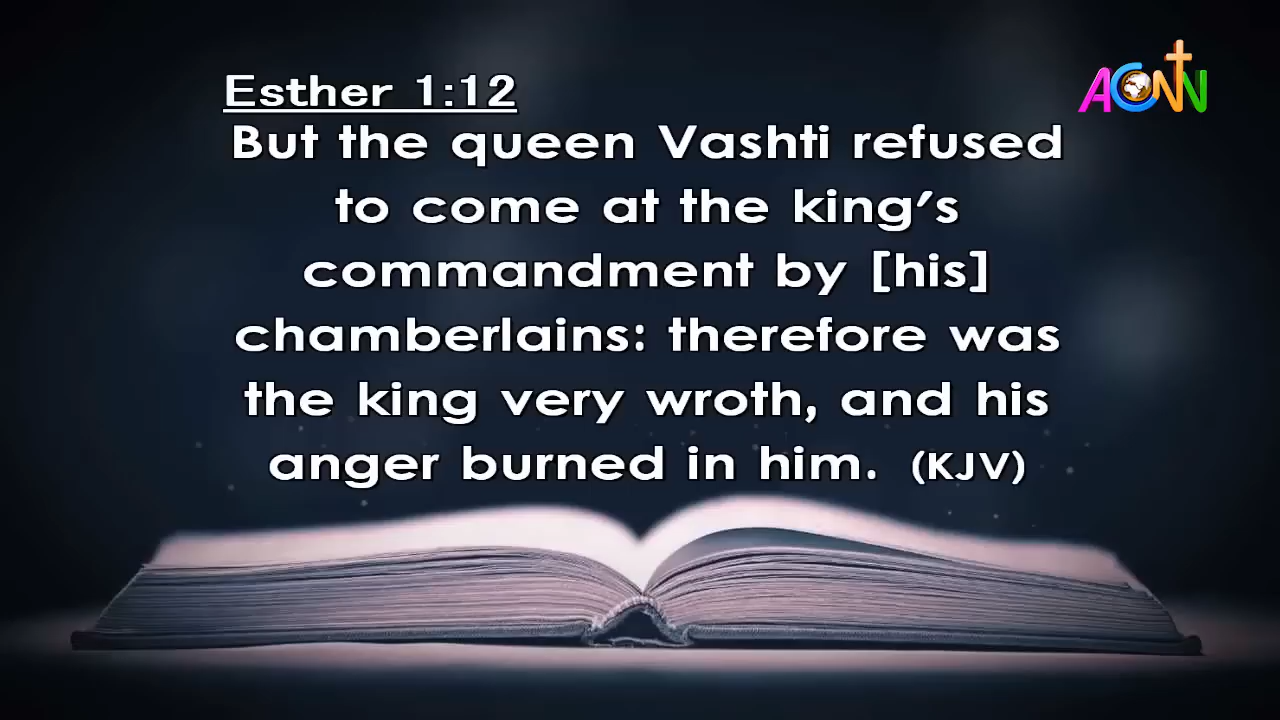 Esther 1:12
ACNN
But the queen Vashti refused
to come at the king's
commandment by [his]
chamberlains: therefore was
the king very wroth, and his
anger burned in him. (KJV)